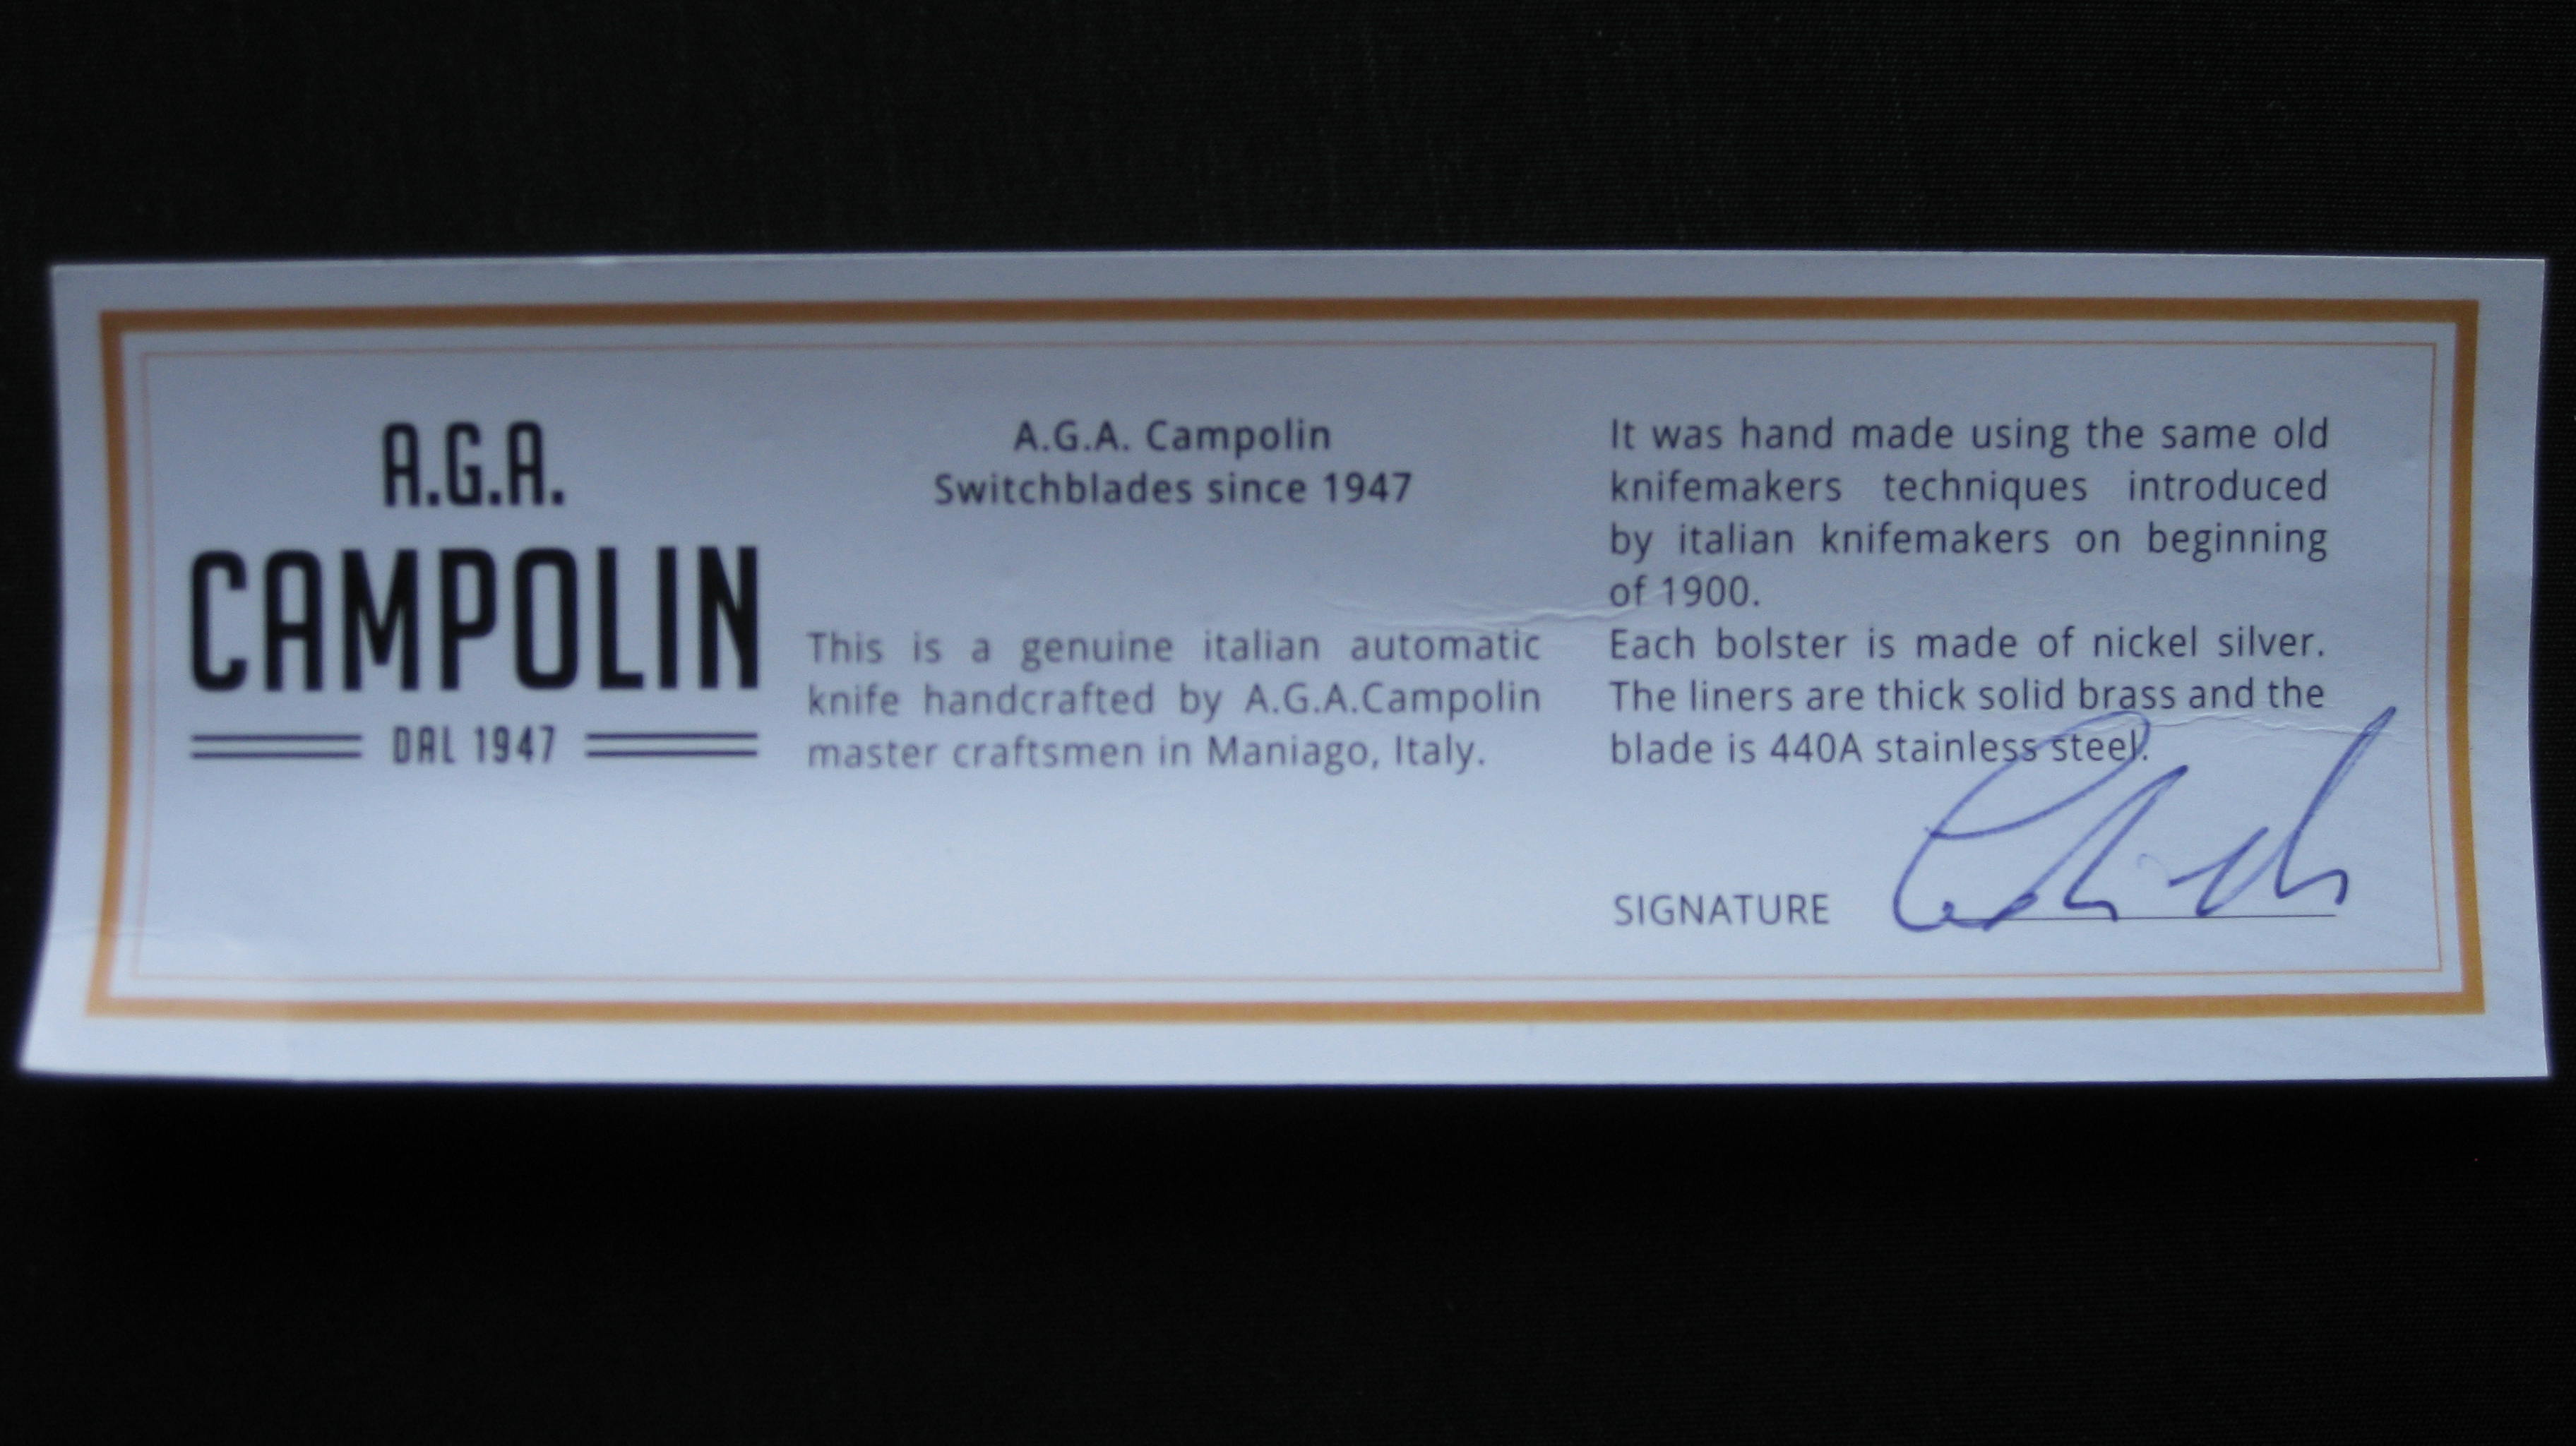 A.G.A.
CAMPOLIN
DAL 1947
A.G.A. Campolin
Switchblades since 1947
This is a genuine italian automatic
knife handcrafted by A.G.A.Campolin
master craftsmen in Maniago, Italy.
It was hand made using the same old
knifemakers techniques introduced
by italian knifemakers on beginning
of 1900.
Each bolster is made of nickel silver.
The liners are thick solid brass and the
blade is 440A stainless steel.
SIGNATURE